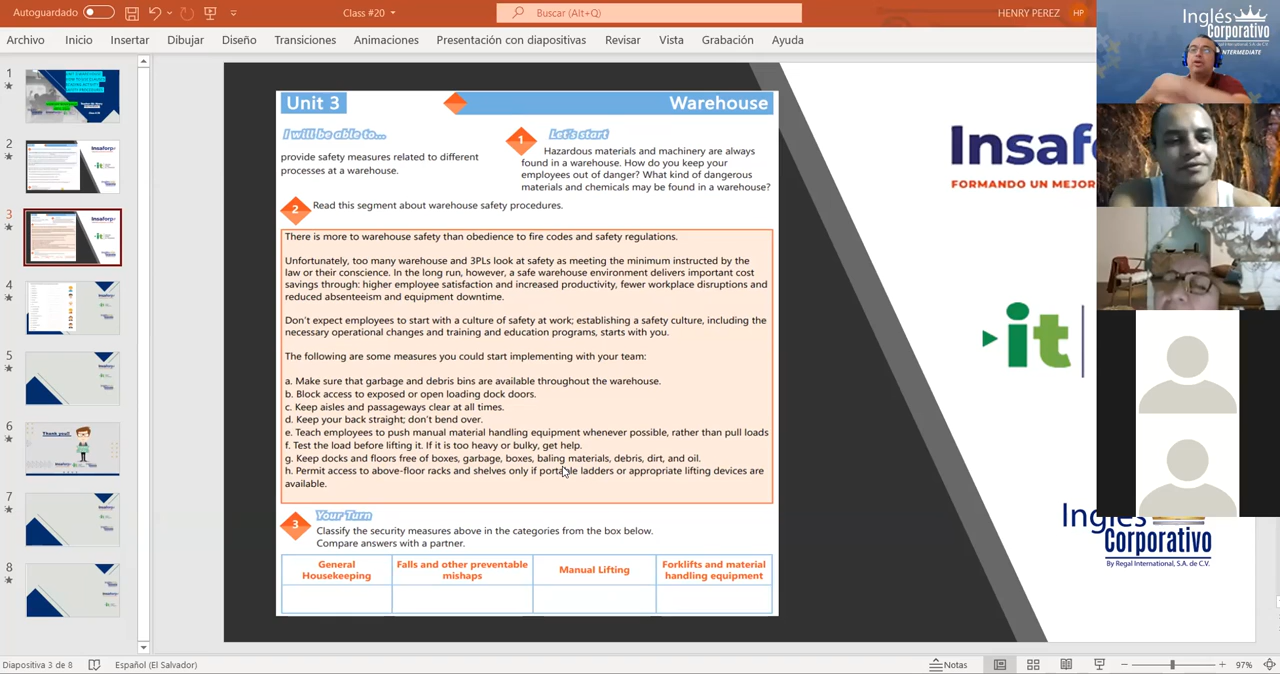 Autoguardado
Class #20
Buscar (Alt+Q)
HENRY PEREZ
HP
Archivo Inicio Insertar Dibujar Diseño Transiciones Animaciones Presentación con diapositivas Revisar Vista Grabación Ayuda
Inglés
Corporativo
by Regal International, S.A. de C.V.
INTERMEDIATE
1
2
3
4
5
6
7
8
Thank you!!
Unit 3
Warehouse
I will be able to...
provide safety measures related to different
processes at a warehouse.
1
Let's start
Hazardous materials and machinery are always
found in a warehouse. How do you keep your
employees out of danger? What kind of dangerous
materials and chemicals may be found in a warehouse?
2
Read this segment about warehouse safety procedures.
There is more to warehouse safety than obedience to fire codes and safety regulations.
Unfortunately, too many warehouse and 3PLs look at safety as meeting the minimum instructed by the
law or their conscience. In the long run, however, a safe warehouse environment delivers important cost
savings through: higher employee satisfaction and increased productivity, fewer workplace disruptions and
reduced absenteeism and equipment downtime.
Don't expect employees to start with a culture of safety at work; establishing a safety culture, including the
necessary operational changes and training and education programs, starts with you.
The following are some measures you could start implementing with your team:
a. Make sure that garbage and debris bins are available throughout the warehouse.
b. Block access to exposed or open loading dock doors.
c. Keep aisles and passageways clear at all times.
d. Keep your back straight; don't bend over.
e. Teach employees to push manual material handling equipment whenever possible, rather than pull loads
f. Test the load before lifting it. If it is too heavy or bulky, get help.
g. Keep docks and floors free of boxes, garbage, boxes, baling materials, debris, dirt, and oil.
h. Permit access to above-floor racks and shelves only if portable ladders or appropriate lifting devices are
available.
3
Your Turn
Classify the security measures above in the categories from the box below.
Compare answers with a partner.
General
Housekeeping
Falls and other preventable
mishaps
Manual Lifting
Forklifts and material
handling equipment
Insaf
FORMANDO UN MEJOR
it
Inglés
Corporativo
By Regal International, S.A. de C.V.
Diapositiva 3 de 8
Español (El Salvador)
Notas
97%